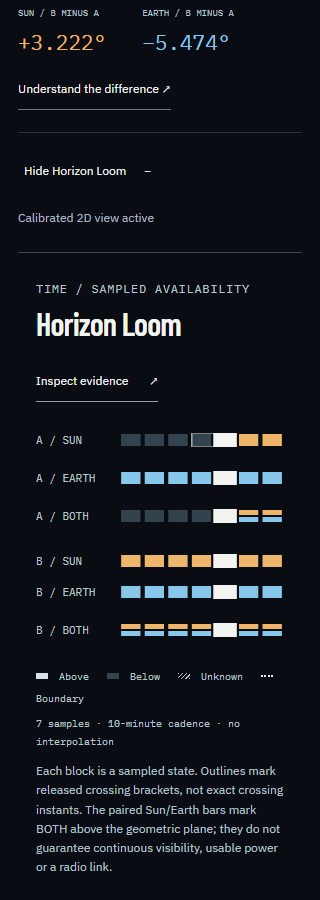 SUN / B MINUS A
EARTH / B MINUS A
+3.222°
−5.474°
Understand the difference ↗
Hide Horizon Loom –
Calibrated 2D view active
TIME / SAMPLED AVAILABILITY
Horizon Loom
Inspect evidence ↗
A / SUN
A / EARTH
A / BOTH
B / SUN
B / EARTH
B / BOTH
Above Below Unknown
Boundary
7 samples · 10-minute cadence · no
interpolation
Each block is a sampled state. Outlines mark
released crossing brackets, not exact crossing
instants. The paired Sun/Earth bars mark
BOTH above the geometric plane; they do not
guarantee continuous visibility, usable power
or a radio link.